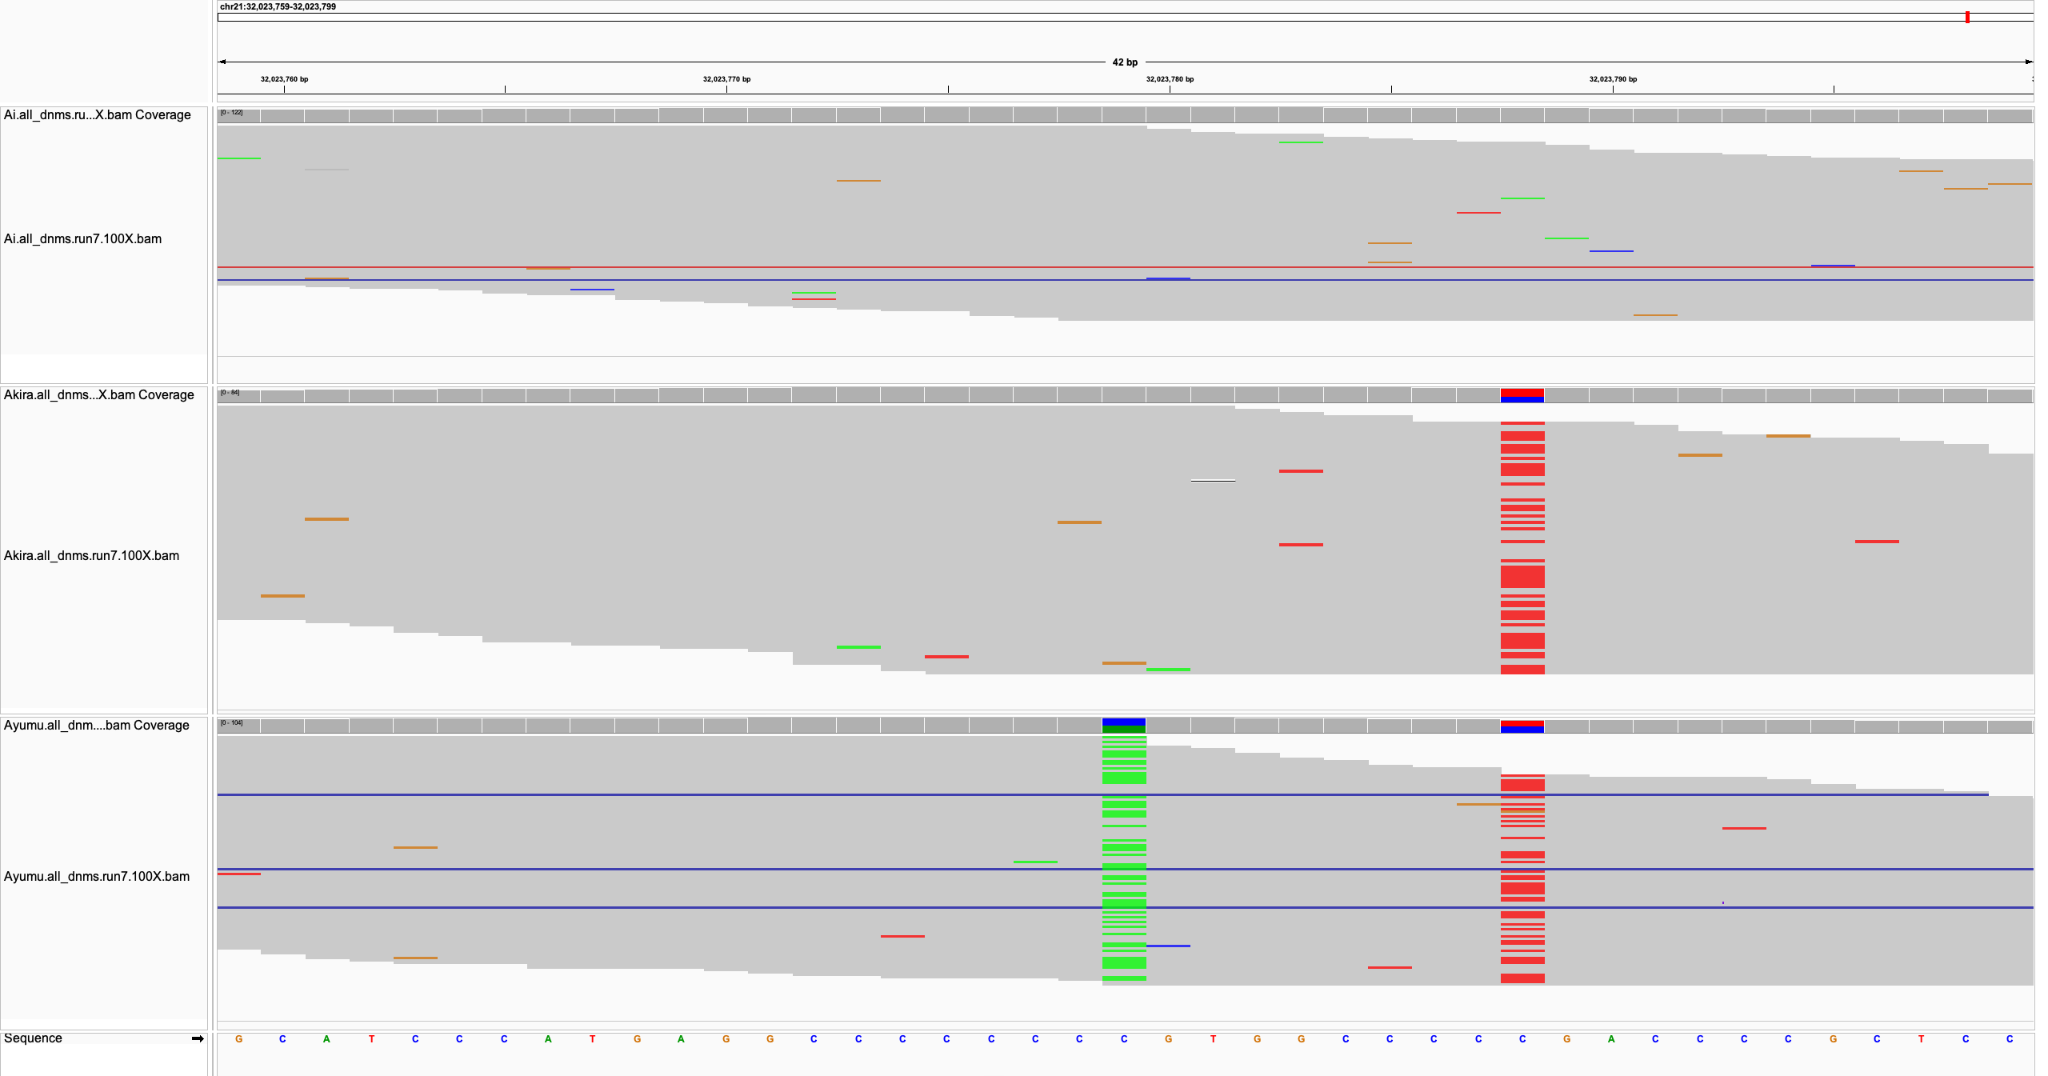 chr21:32,023,759-32,023,799
42 bp
32,023,760 bp 32,023,770 bp 32,023,780 bp 32,023,790 bp
Ai.all_dnms.ru...X.bam Coverage
[0 - 122]
Ai.all_dnms.run7.100X.bam
Akira.all_dnms...X.bam Coverage
[0 - 84]
Akira.all_dnms.run7.100X.bam
Ayumu.all_dnm....bam Coverage
[0 - 104]
Ayumu.all_dnms.run7.100X.bam
Sequence G C A T C C C A T G A G G C C C C C C C C G T G G C C C C C G A C C C C G C T C C